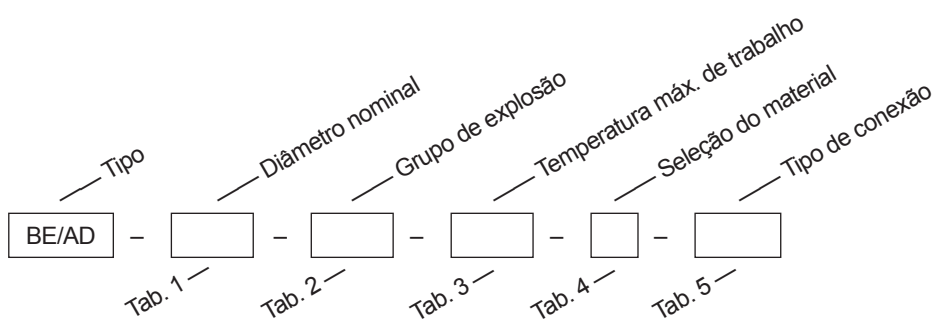 Tipo
Diâmetro nominal
Grupo de explosão
Temperatura máx. de trabalho
Seleção do material
Tipo de conexão
BE/AD – – – – –
Tab. 1
Tab. 2
Tab. 3
Tab. 4
Tab. 5